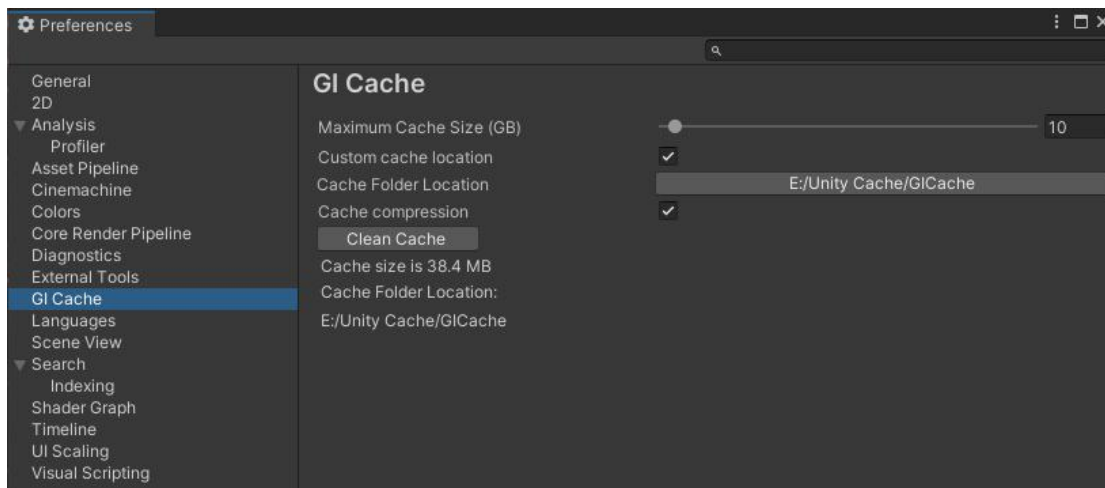 Preferences
General
2D
Analysis
Profiler
Asset Pipeline
Cinemachine
Colors
Core Render Pipeline
Diagnostics
External Tools
GI Cache
Languages
Scene View
Search
Indexing
Shader Graph
Timeline
UI Scaling
Visual Scripting
GI Cache
Maximum Cache Size (GB) 10
Custom cache location
Cache Folder Location E:/Unity Cache/GICache
Cache compression
Clean Cache
Cache size is 38.4 MB
Cache Folder Location:
E:/Unity Cache/GICache